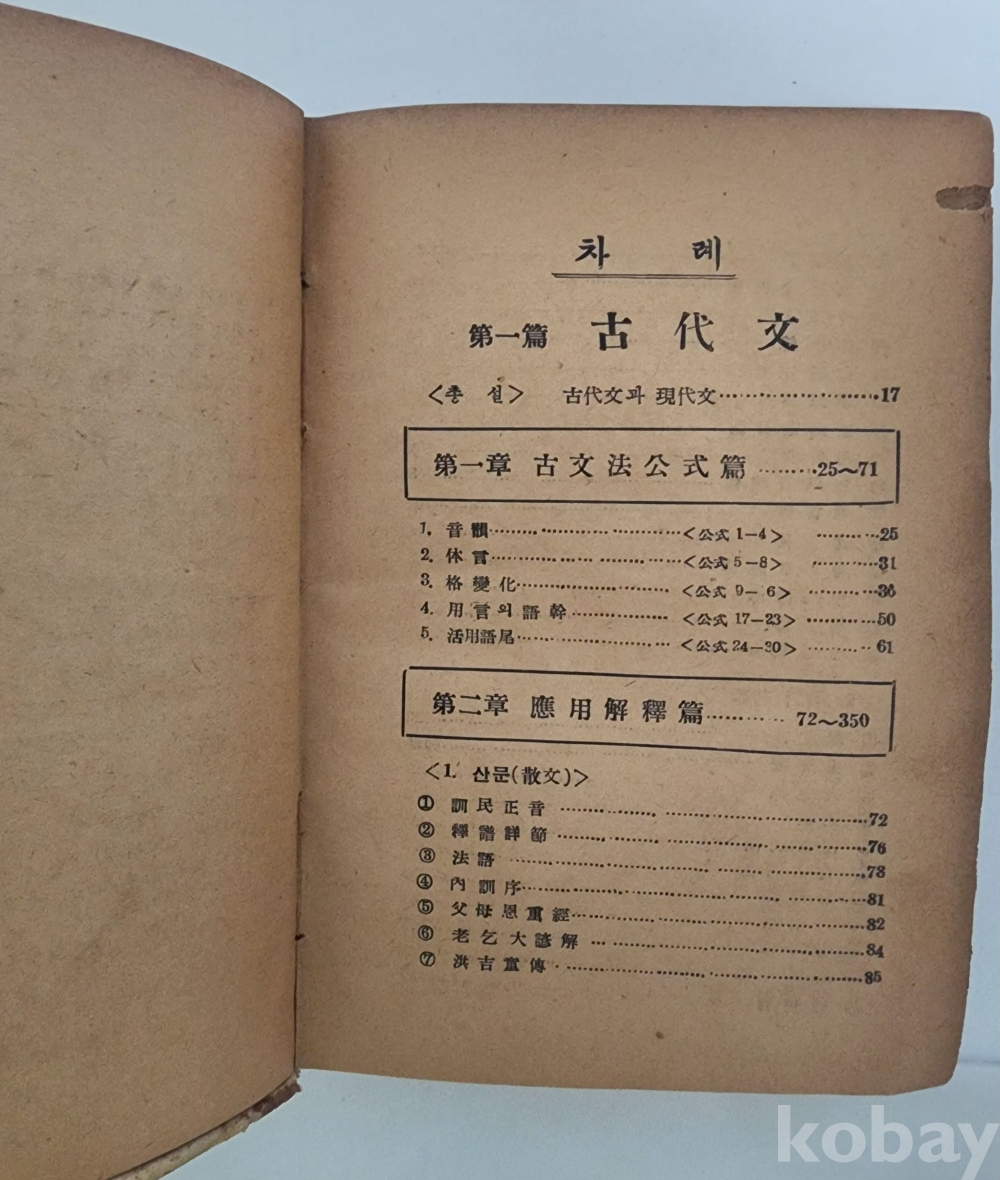 차 례
第一篇 古代文
<총 설> 古代文과 現代文 17
第一章 古文法公式篇 25~71
1. 音韻 <公式 1—4> 25
2. 体言 <公式 5—8> 31
3. 格變化 <公式 9— 6> 36
4. 用言의 語幹 <公式 17—23> 50
5. 活用語尾 <公式 24—30> 61
第二章 應用解釋篇 72~350
<1. 산문(散文)>
① 訓民正音 72
② 釋譜詳節 76
③ 法語 78
④ 內訓序 81
⑤ 父母恩重經 82
⑥ 老乞大諺解 84
⑦ 洪吉童傳 85
kobay